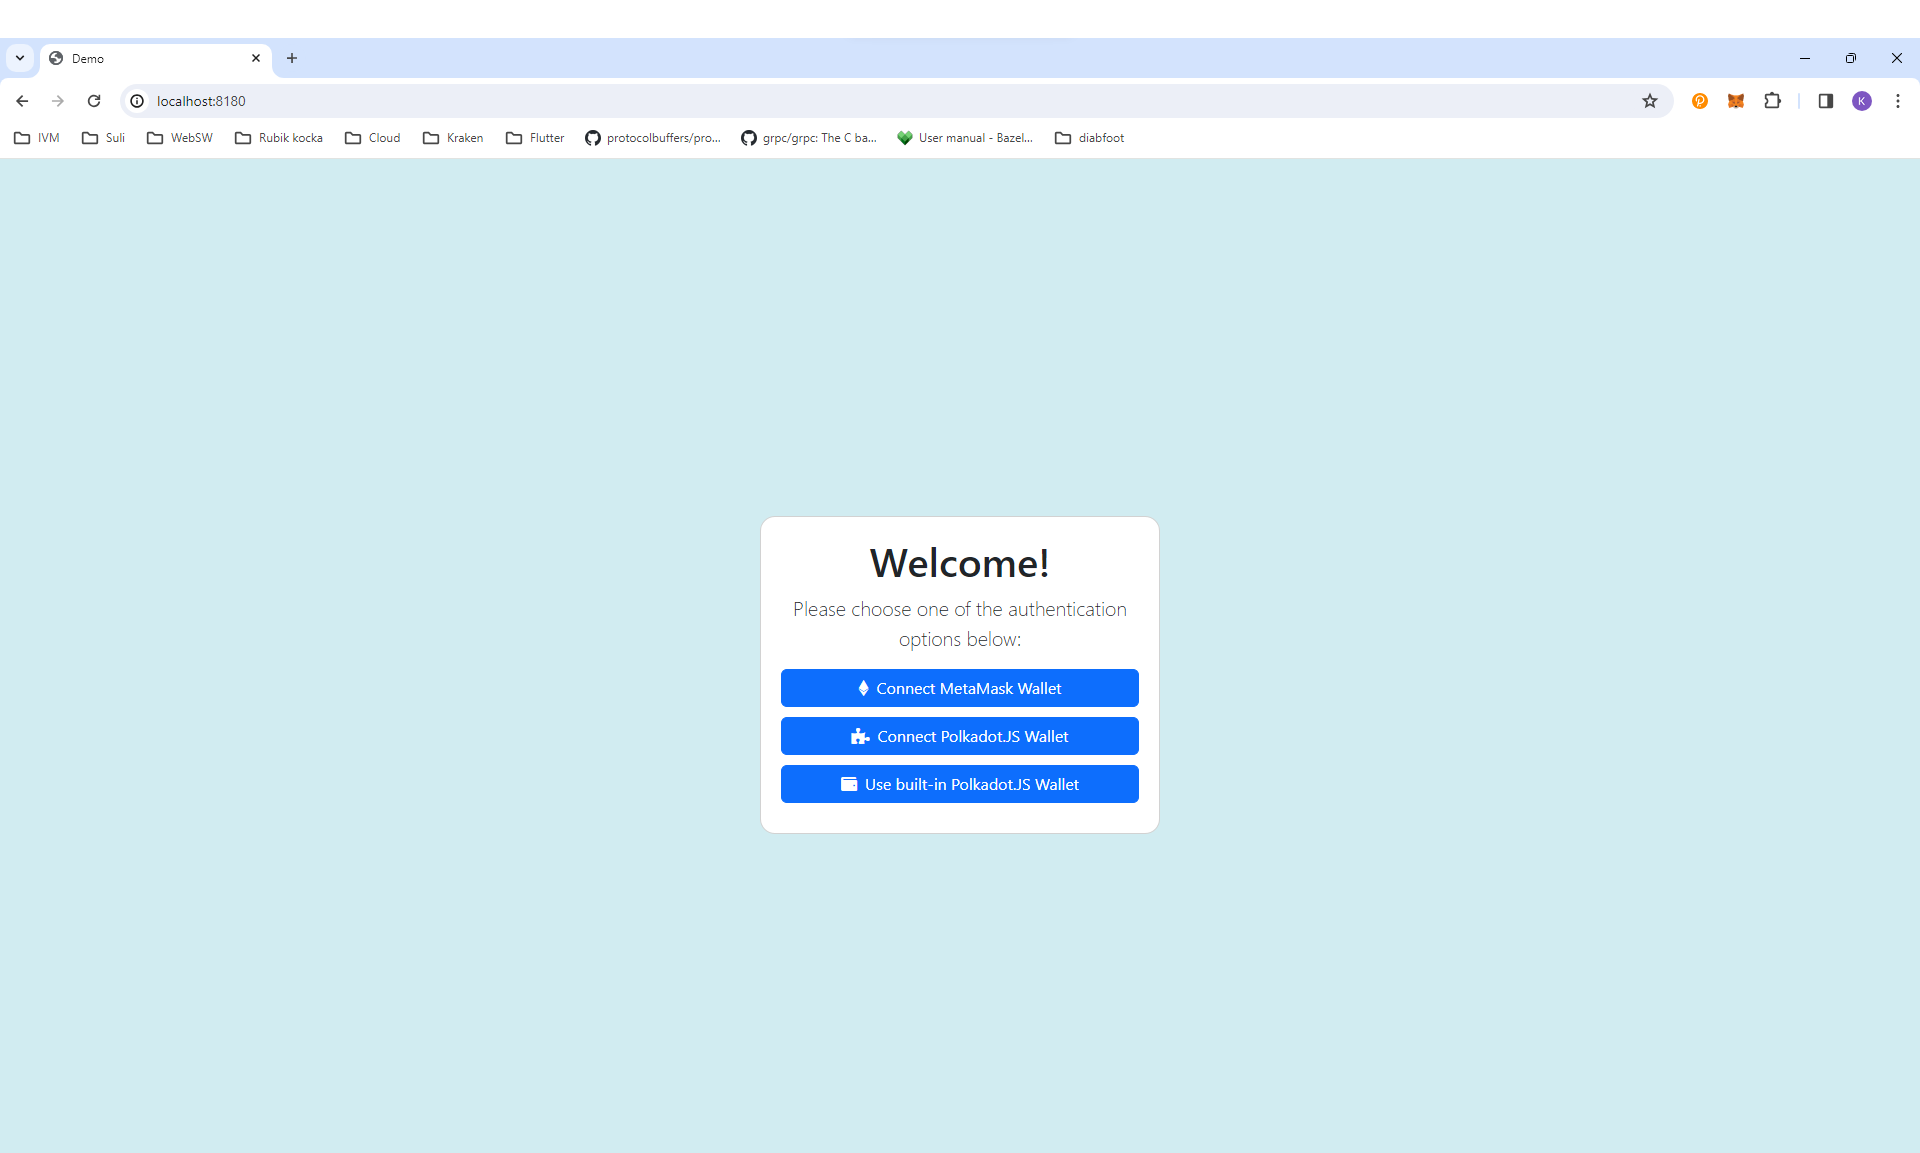 Demo
localhost:8180
K
IVM Suli WebSW Rubik kocka Cloud Kraken Flutter protocolbuffers/pro... grpc/grpc: The C ba... User manual - Bazel... diabfoot
Welcome!
Please choose one of the authentication
options below:
Connect MetaMask Wallet
Connect Polkadot.JS Wallet
Use built-in Polkadot.JS Wallet